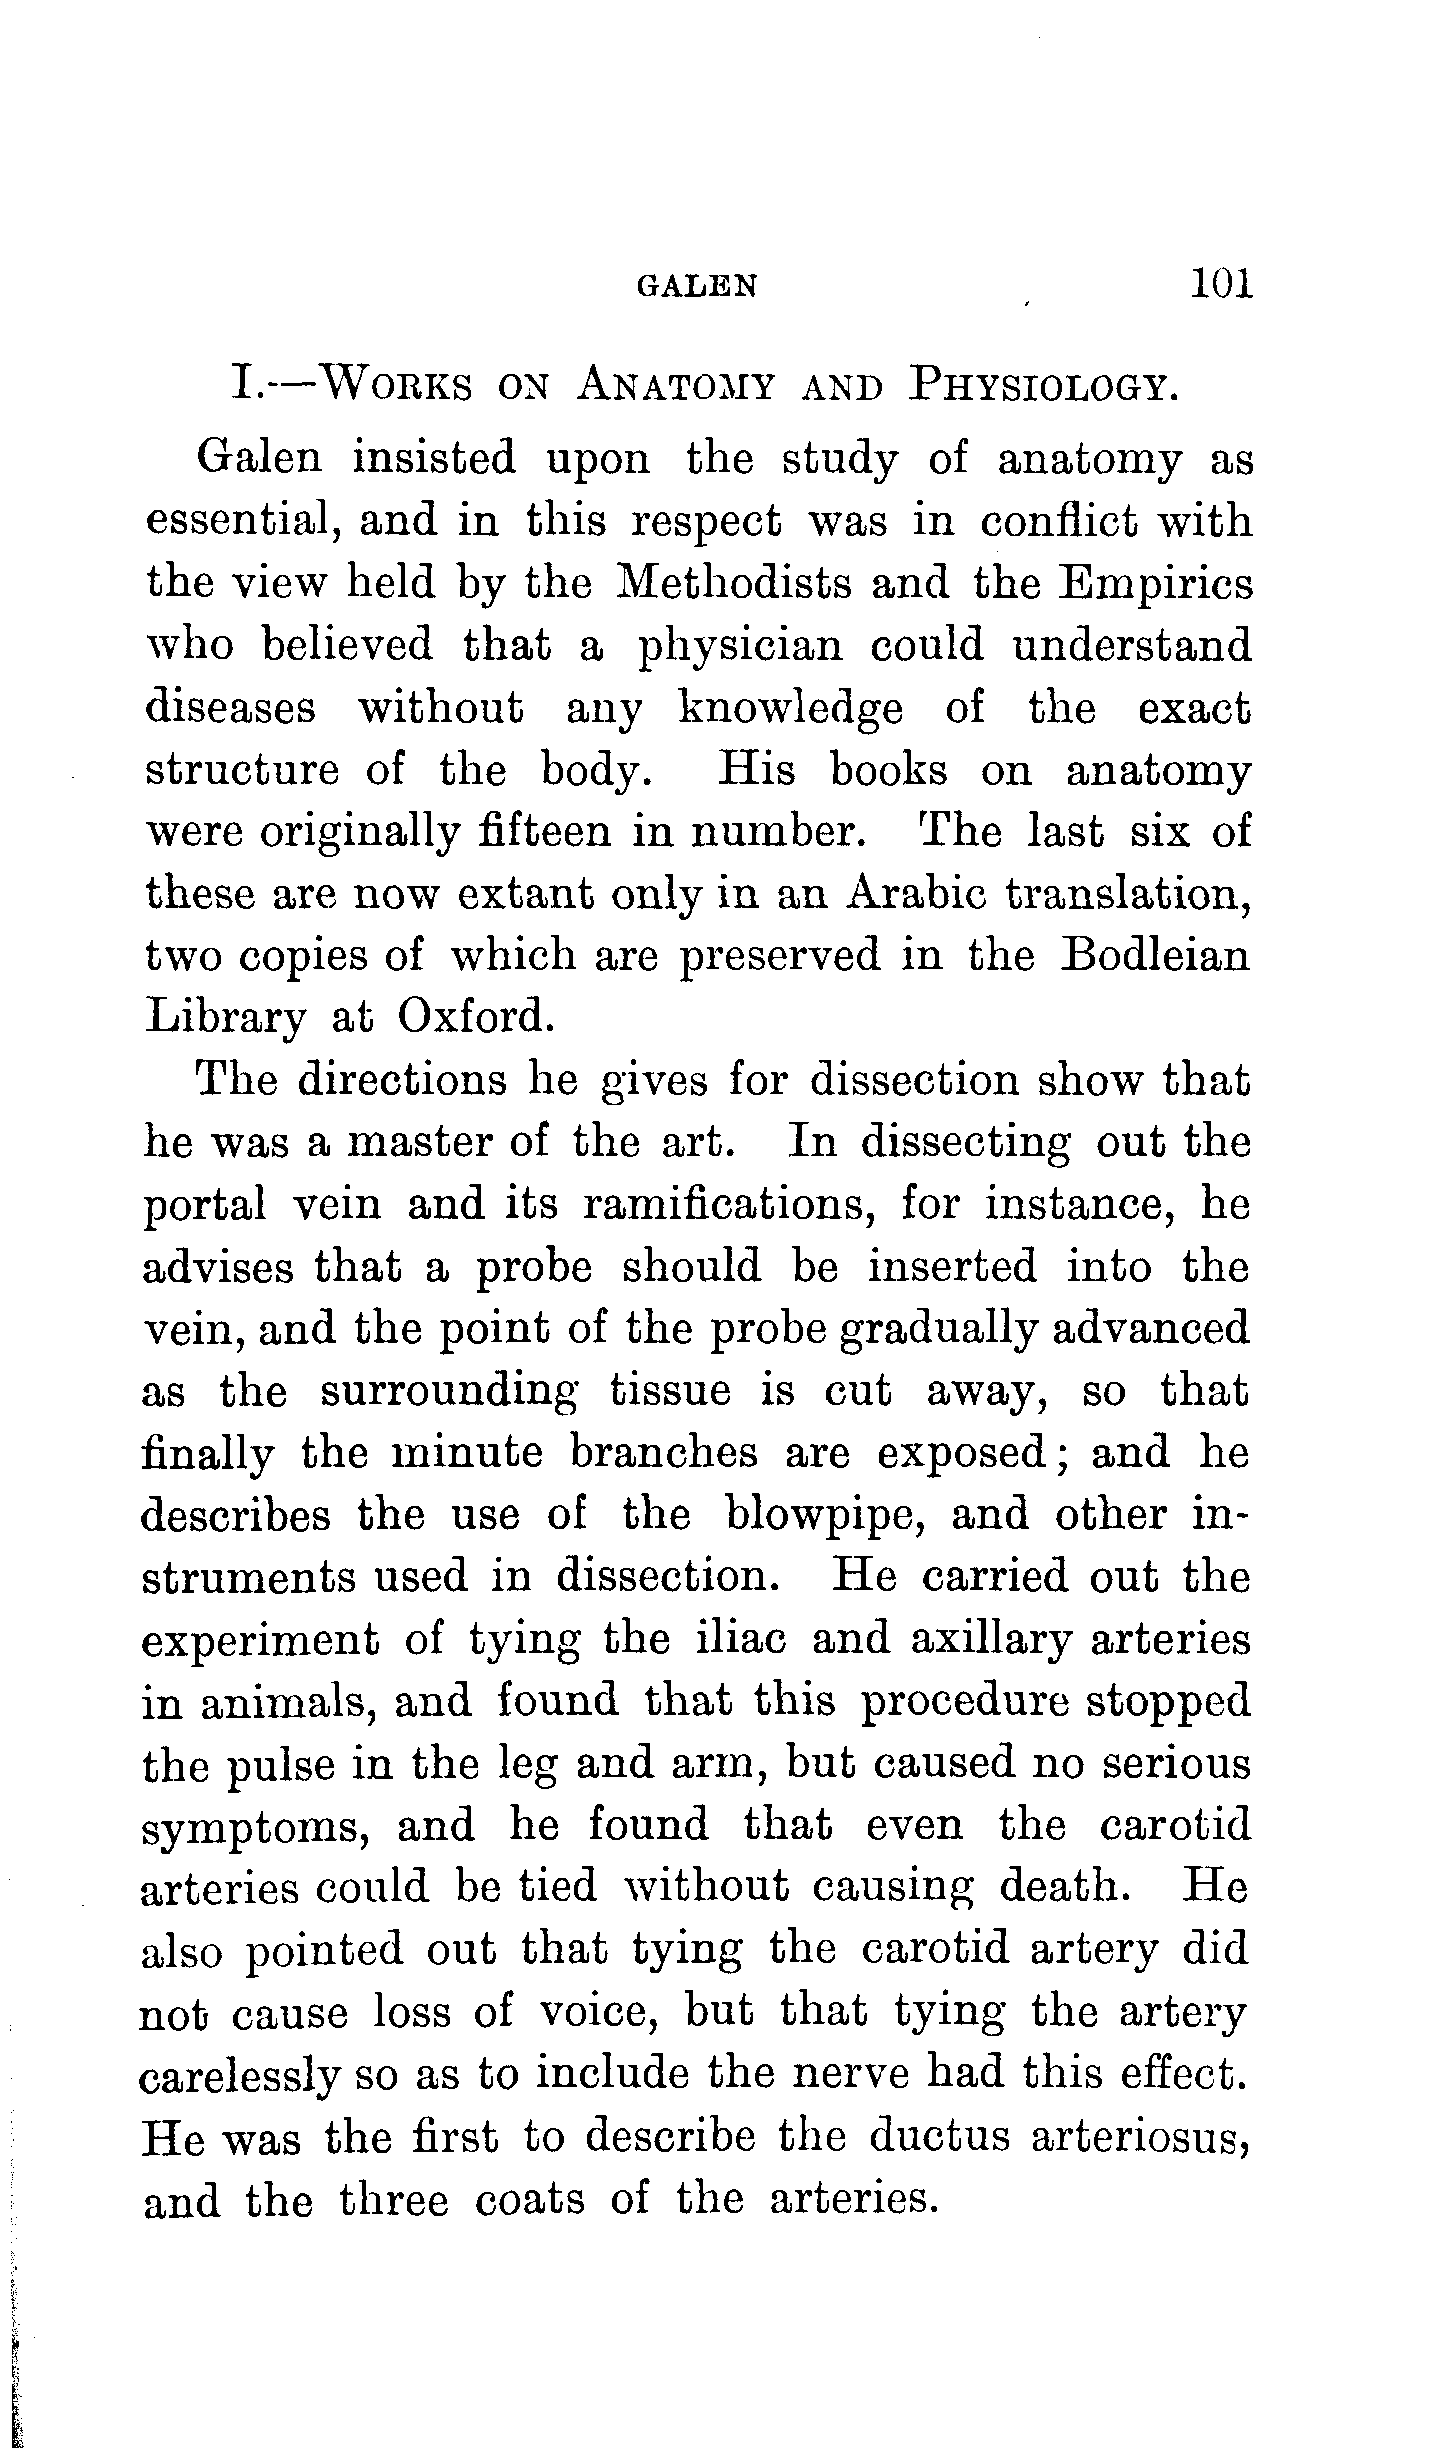 GALEN 101
I.—WORKS ON ANATOMY AND PHYSIOLOGY.
Galen insisted upon the study of anatomy as
essential, and in this respect was in conflict with
the view held by the Methodists and the Empirics
who believed that a physician could understand
diseases without any knowledge of the exact
structure of the body. His books on anatomy
were originally fifteen in number. The last six of
these are now extant only in an Arabic translation,
two copies of which are preserved in the Bodleian
Library at Oxford.
The directions he gives for dissection show that
he was a master of the art. In dissecting out the
portal vein and its ramifications, for instance, he
advises that a probe should be inserted into the
vein, and the point of the probe gradually advanced
as the surrounding tissue is cut away, so that
finally the minute branches are exposed; and he
describes the use of the blowpipe, and other in-
struments used in dissection. He carried out the
experiment of tying the iliac and axillary arteries
in animals, and found that this procedure stopped
the pulse in the leg and arm, but caused no serious
symptoms, and he found that even the carotid
arteries could be tied without causing death. He
also pointed out that tying the carotid artery did
not cause loss of voice, but that tying the artery
carelessly so as to include the nerve had this effect.
He was the first to describe the ductus arteriosus,
and the three coats of the arteries.